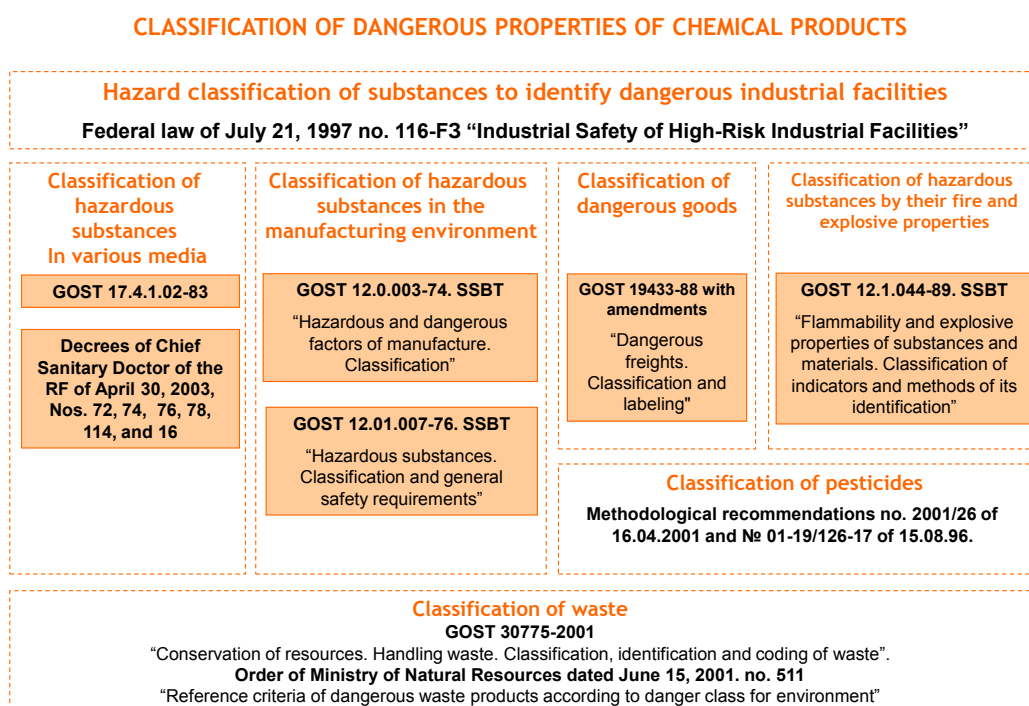 CLASSIFICATION OF DANGEROUS PROPERTIES OF CHEMICAL PRODUCTS
Hazard classification of substances to identify dangerous industrial facilities
Federal law of July 21, 1997 no. 116-F3 “Industrial Safety of High-Risk Industrial Facilities”
Classification of
hazardous
substances
In various media
GOST 17.4.1.02-83
Decrees of Chief
Sanitary Doctor of the
RF of April 30, 2003,
Nos. 72, 74, 76, 78,
114, and 16
Classification of hazardous
substances in the
manufacturing environment
GOST 12.0.003-74. SSBT
“Hazardous and dangerous
factors of manufacture.
Classification”
GOST 12.01.007-76. SSBT
“Hazardous substances.
Classification and general
safety requirements”
Classification of
dangerous goods
GOST 19433-88 with
amendments
“Dangerous
freights.
Classification and
labeling"
Classification of hazardous
substances by their fire and
explosive properties
GOST 12.1.044-89. SSBT
“Flammability and explosive
properties of substances and
materials. Classification of
indicators and methods of its
identification”
Classification of pesticides
Methodological recommendations no. 2001/26 of
16.04.2001 and № 01-19/126-17 of 15.08.96.
Classification of waste
GOST 30775-2001
“Conservation of resources. Handling waste. Classification, identification and coding of waste”.
Order of Ministry of Natural Resources dated June 15, 2001. no. 511
“Reference criteria of dangerous waste products according to danger class for environment”